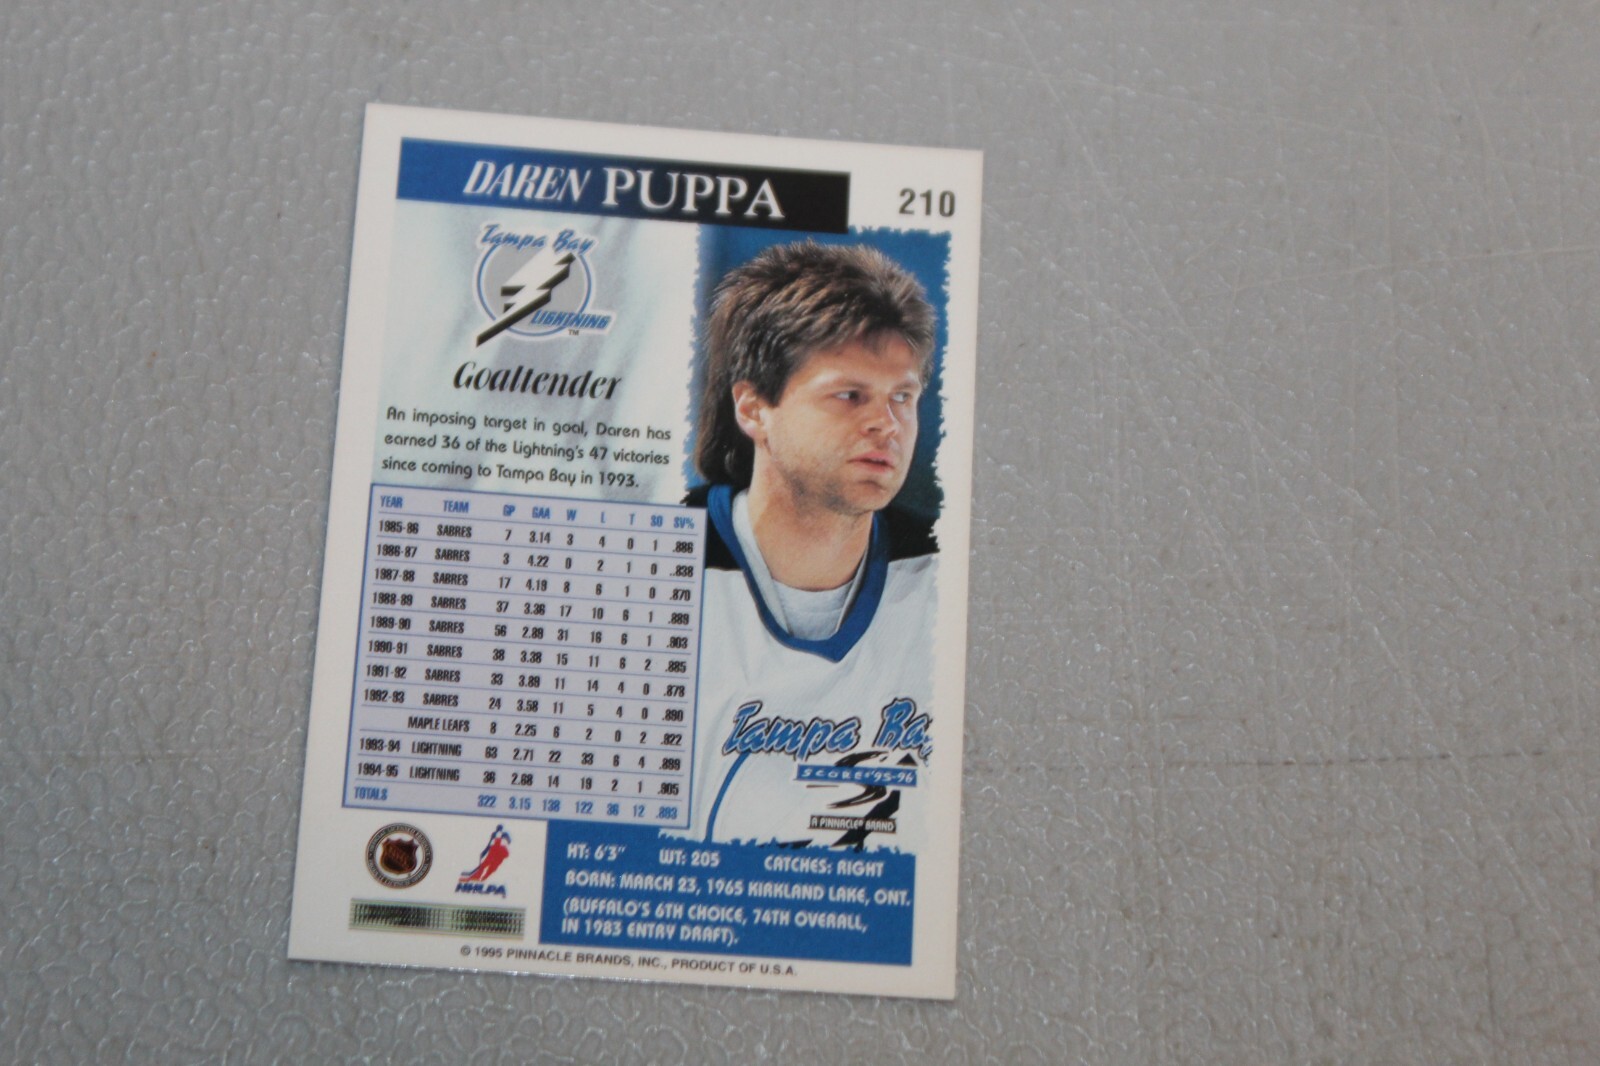 DAREN PUPPA
210
Tampa Bay
LIGHTNING
TM
Goaltender
An imposing target in goal, Daren has
earned 36 of the Lightning's 47 victories
since coming to Tampa Bay in 1993.
YEAR TEAM GP GAA W L T SO SV%
1985-86 SABRES 7 3.14 3 4 0 1 .886
1986-87 SABRES 3 4.22 0 2 1 0 .838
1987-88 SABRES 17 4.19 8 6 1 0 .870
1988-89 SABRES 37 3.36 17 10 6 1 .889
1989-90 SABRES 56 2.89 31 16 6 1 .903
1990-91 SABRES 38 3.38 15 11 6 2 .885
1991-92 SABRES 33 3.89 11 14 4 0 .878
1992-93 SABRES 24 3.58 11 5 4 0 .890
MAPLE LEAFS 8 2.25 6 2 0 2 .922
1993-94 LIGHTNING 63 2.71 22 33 6 4 .899
1994-95 LIGHTNING 36 2.68 14 19 2 1 .905
TOTALS 322 3.15 138 122 36 12 .893
Tampa Ba
SCORE® '95-96
A PINNACLE® BRAND
NHLPA
HT: 6'3" WT: 205 CATCHES: RIGHT
BORN: MARCH 23, 1965 KIRKLAND LAKE, ONT.
(BUFFALO'S 6TH CHOICE, 74TH OVERALL,
IN 1983 ENTRY DRAFT).
© 1995 PINNACLE BRANDS, INC., PRODUCT OF U.S.A.